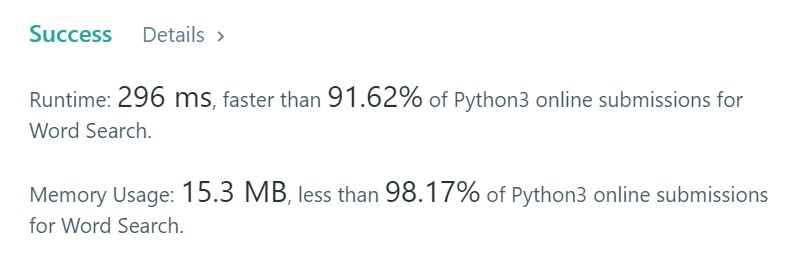 Success Details >
Runtime: 296 ms, faster than 91.62% of Python3 online submissions for
Word Search.
Memory Usage: 15.3 MB, less than 98.17% of Python3 online submissions
for Word Search.